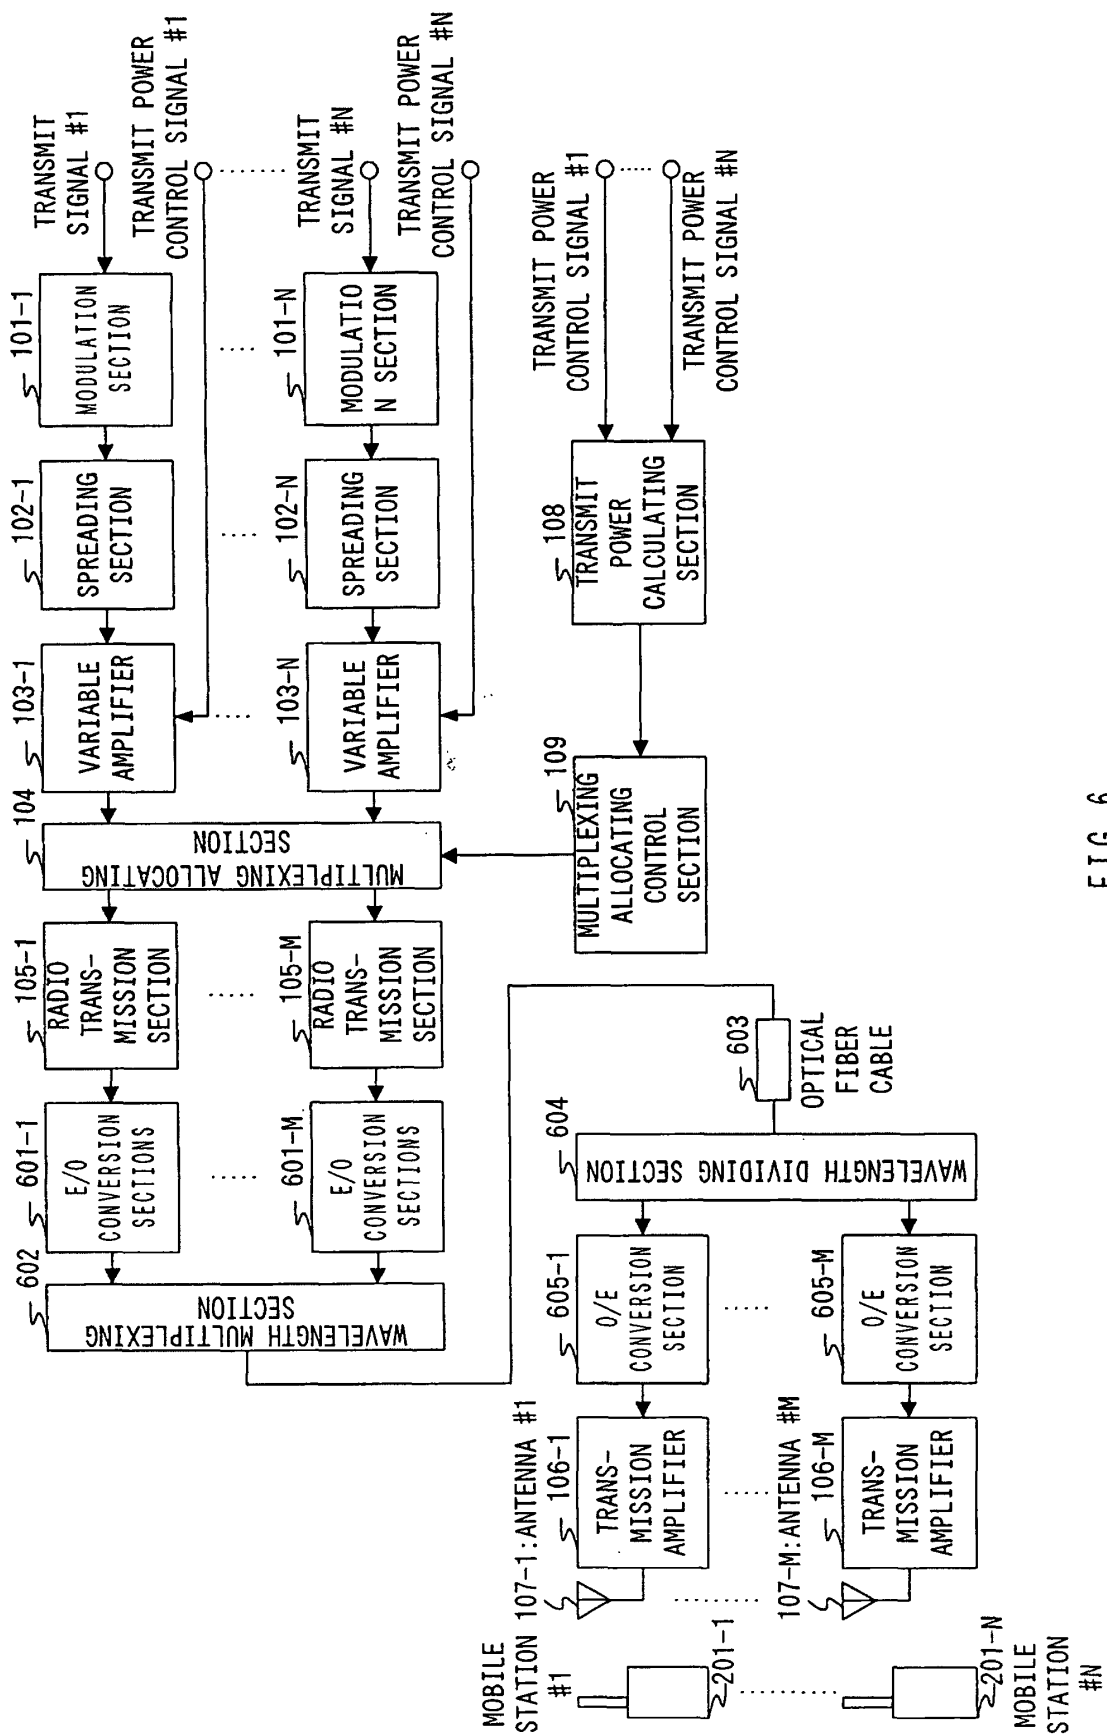 TRANSMIT
SIGNAL #1
TRANSMIT POWER
CONTROL SIGNAL #1
TRANSMIT
SIGNAL #N
TRANSMIT POWER
CONTROL SIGNAL #N
101-1
MODULATION
SECTION
101-N
MODULATIO
N SECTION
102-1
SPREADING
SECTION
102-N
SPREADING
SECTION
103-1
VARIABLE
AMPLIFIER
103-N
VARIABLE
AMPLIFIER
104
MULTIPLEXING ALLOCATING
SECTION
105-1
RADIO
TRANS-
MISSION
SECTION
105-M
RADIO
TRANS-
MISSION
SECTION
601-1
E/O
CONVERSION
SECTIONS
601-M
E/O
CONVERSION
SECTIONS
602
WAVELENGTH MULTIPLEXING
SECTION
TRANSMIT POWER
CONTROL SIGNAL #1
TRANSMIT POWER
CONTROL SIGNAL #N
108
TRANSMIT
POWER
CALCULATING
SECTION
109
MULTIPLEXING
ALLOCATING
CONTROL
SECTION
603
OPTICAL
FIBER
CABLE
604
WAVELENGTH DIVIDING SECTION
605-1
O/E
CONVERSION
SECTION
605-M
O/E
CONVERSION
SECTION
106-1
TRANS-
MISSION
AMPLIFIER
106-M
TRANS-
MISSION
AMPLIFIER
107-1:ANTENNA #1
107-M:ANTENNA #M
MOBILE
STATION
#1
201-1
201-N
MOBILE
STATION
#N
FIG. 6